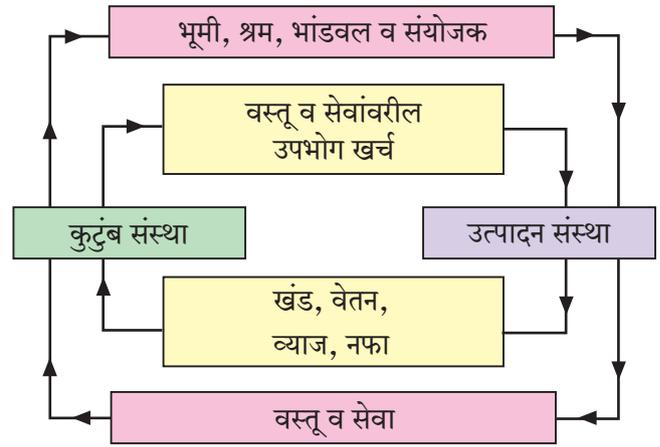 भूमी, श्रम, भांडवल व संयोजक
वस्तू व सेवांवरील
उपभोग खर्च
कुटुंब संस्था
उत्पादन संस्था
खंड, वेतन,
व्याज, नफा
वस्तू व सेवा